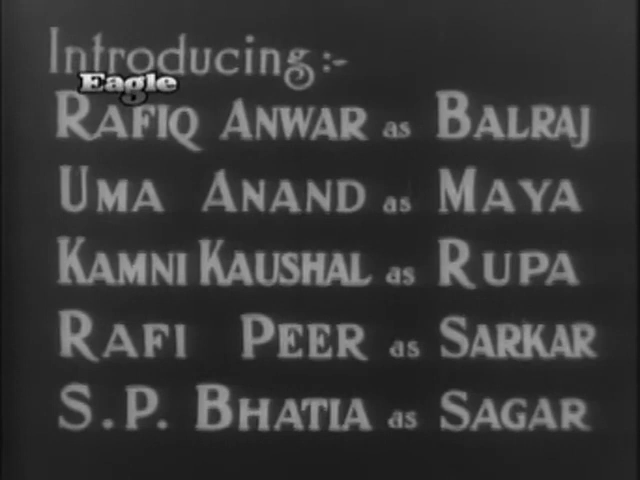 Introducing:-
Eagle
RAFIQ ANWAR as BALRAJ
UMA ANAND as MAYA
KAMNI KAUSHAL as RUPA
RAFI PEER as SARKAR
S.P. BHATIA as SAGAR